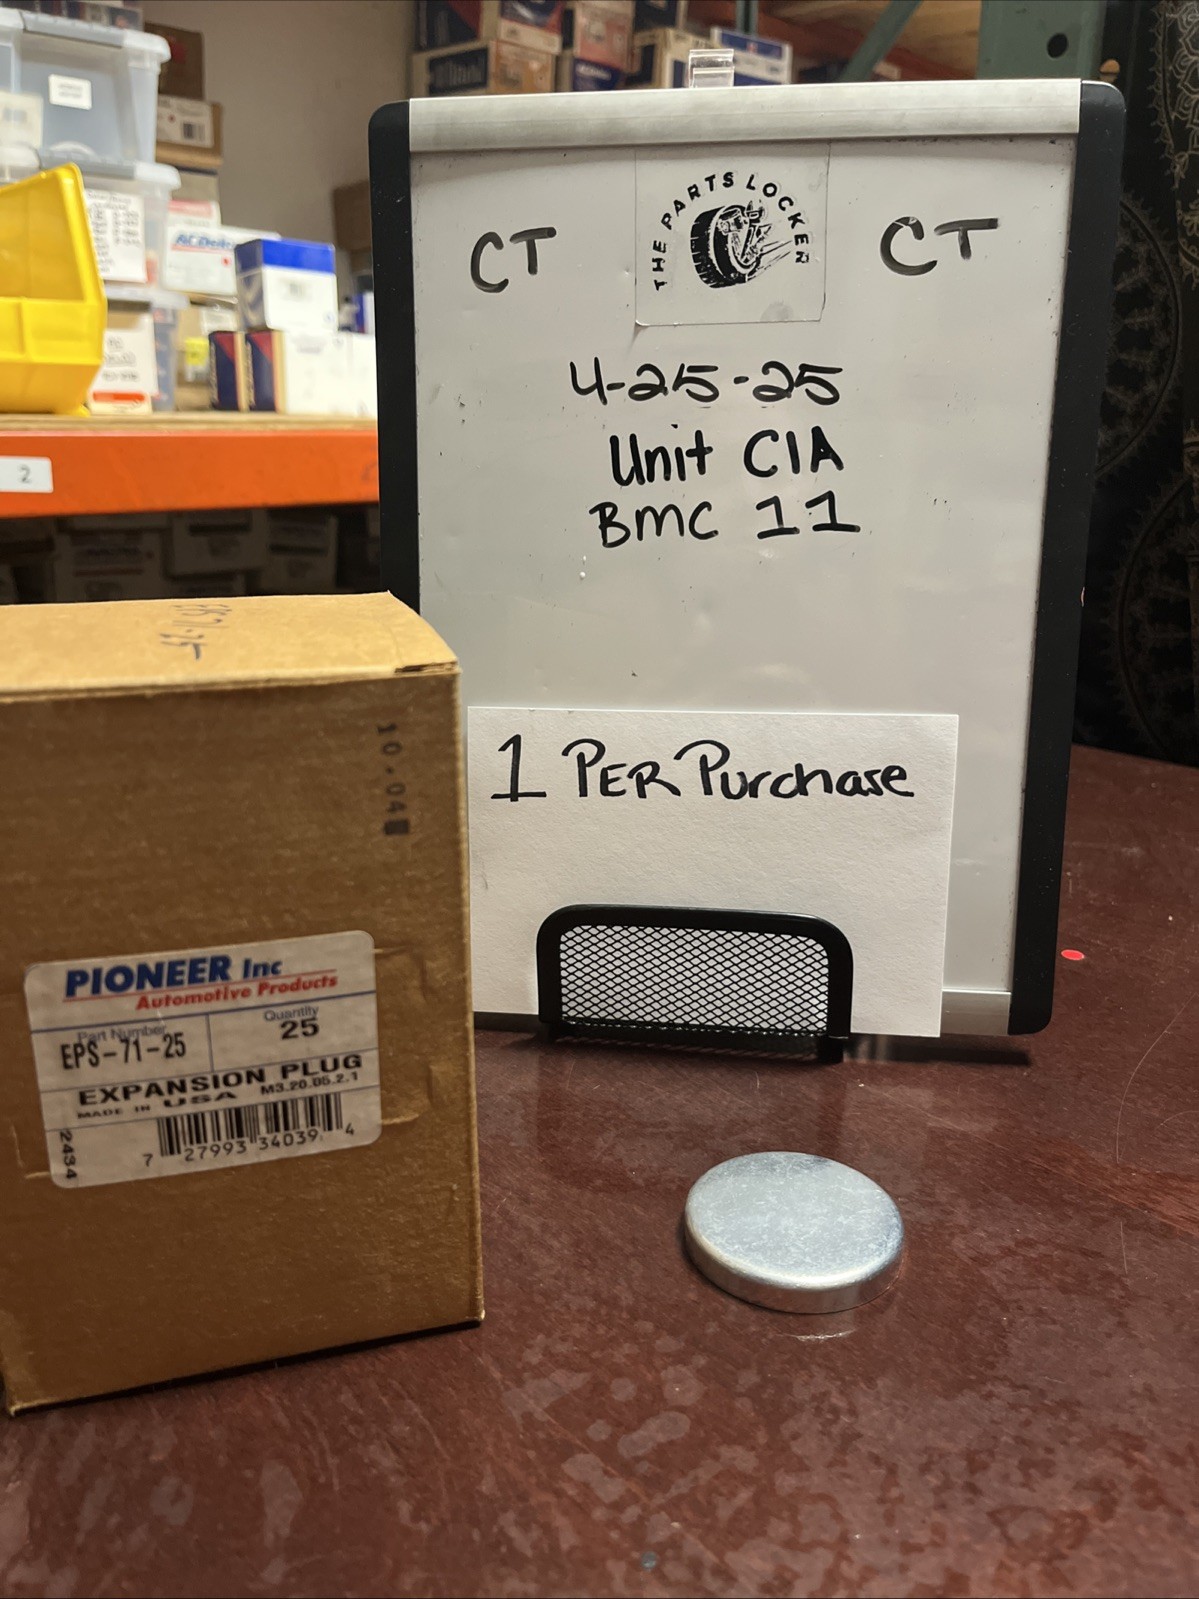 THE PARTS LOCKER
CT
CT
4-25-25
Unit C1A
BMC 11
1 PER Purchase
10.04
PIONEER Inc
Automotive Products
Part Number
EPS-71-25
Quantity
25
EXPANSION PLUG
MADE IN USA M3.20.05.2.1
2434
7 27993 34039 4
ACDelco
2